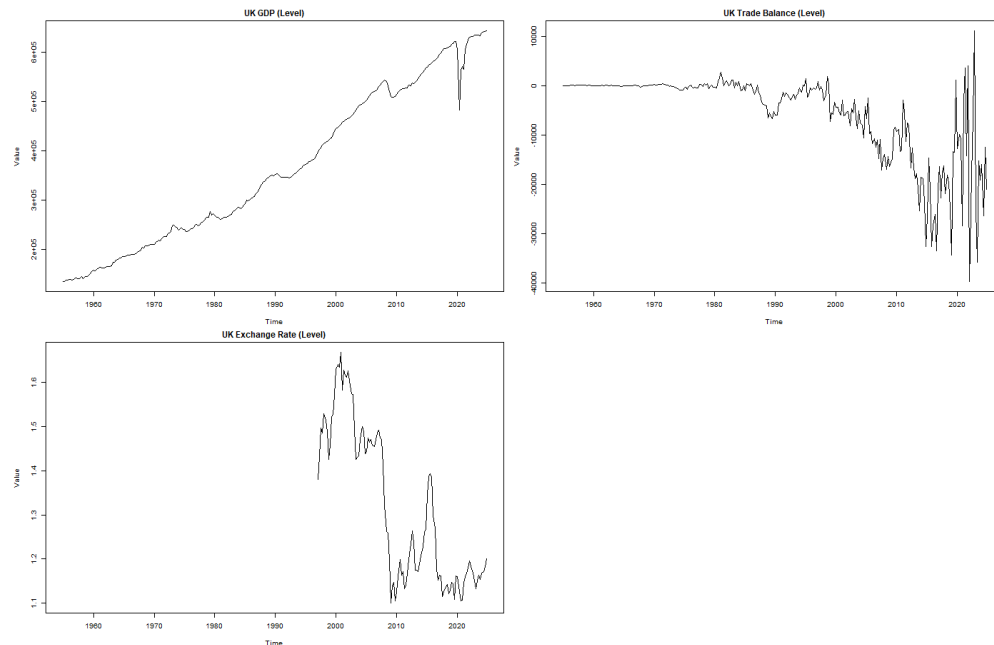 UK GDP (Level)
Value
6e+05
5e+05
4e+05
3e+05
2e+05
1960 1970 1980 1990 2000 2010 2020
Time
UK Trade Balance (Level)
Value
10000
0
-10000
-20000
-30000
-40000
1960 1970 1980 1990 2000 2010 2020
Time
UK Exchange Rate (Level)
Value
1.6
1.5
1.4
1.3
1.2
1.1
1960 1970 1980 1990 2000 2010 2020
Time